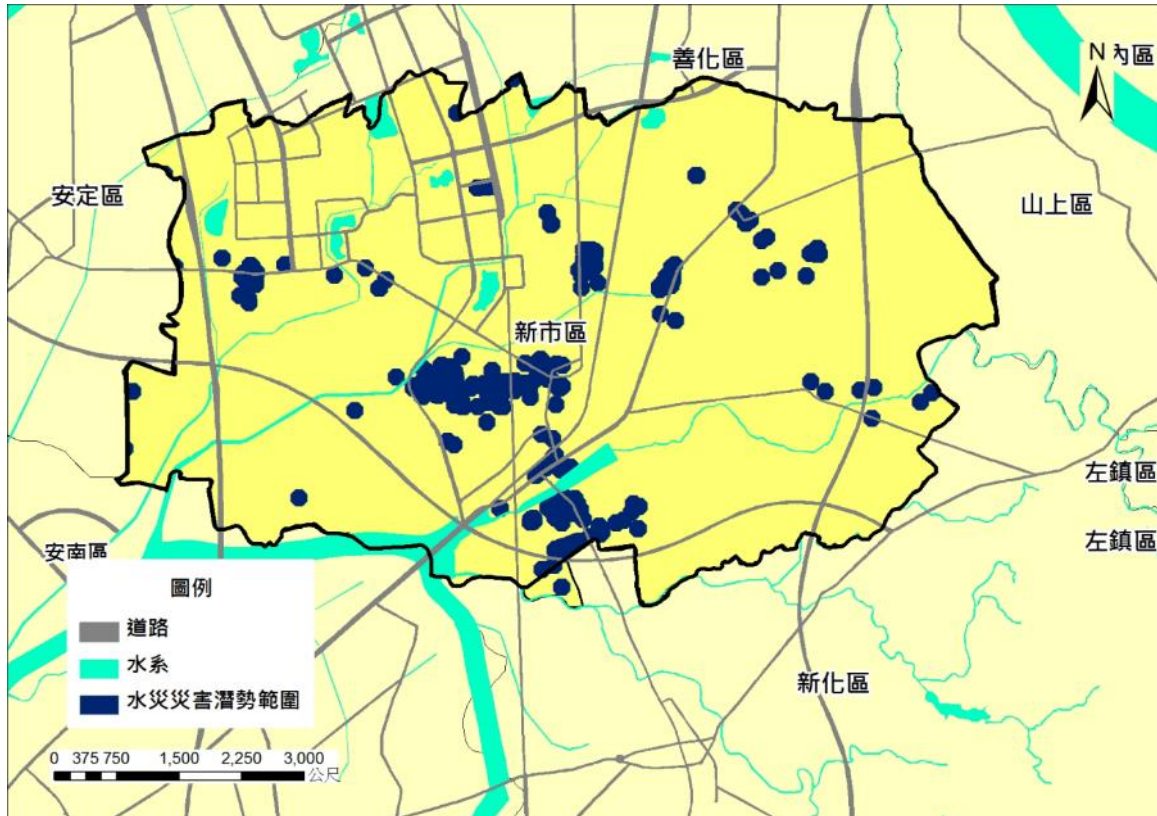 善化區
N
內區
安定區
山上區
新市區
左鎮區
左鎮區
安南區
圖例
道路
水系
水災災害潛勢範圍
新化區
0 375 750 1,500 2,250 3,000
公尺